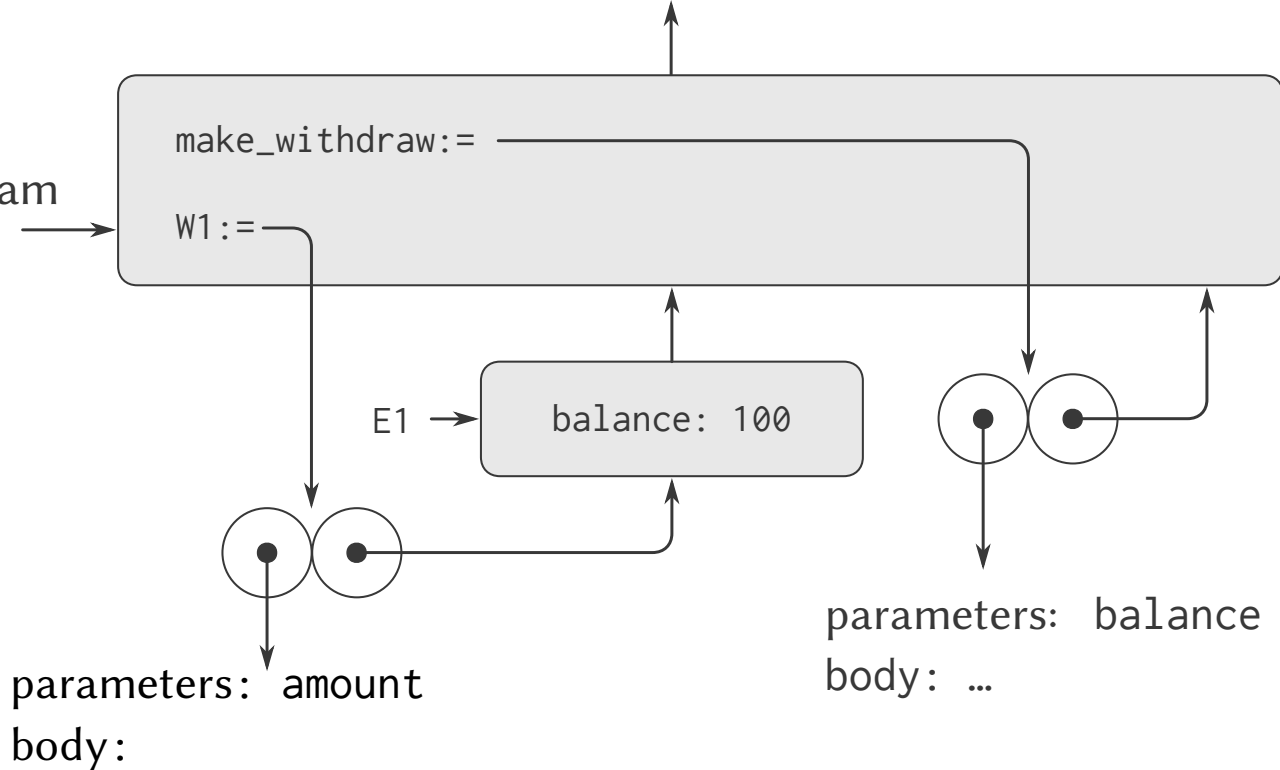 make_withdraw:=
am
W1:=
E1
balance: 100
parameters: balance
body: …
parameters: amount
body: